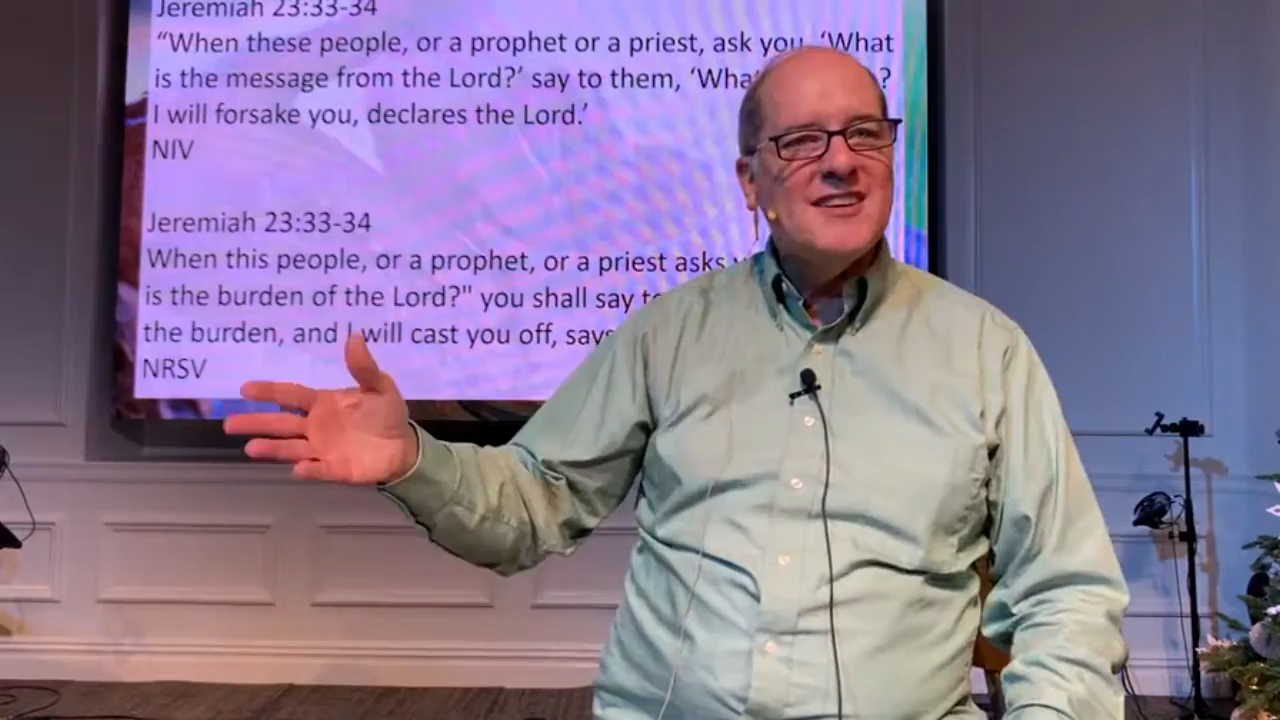 Jeremiah 23:33-34
“When these people, or a prophet or a priest, ask you, ‘What
is the message from the Lord?’ say to them, ‘What ?
I will forsake you, declares the Lord.’
NIV
Jeremiah 23:33-34
When this people, or a prophet, or a priest asks
is the burden of the Lord?" you shall say
the burden, and I will cast you off, says
NRSV